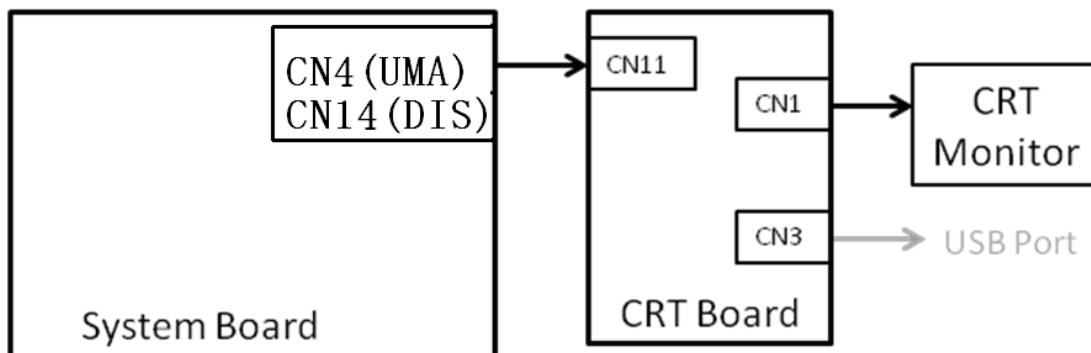 CN4(UMA)
CN14(DIS)
System Board
CN11
CN1
CN3
CRT Board
CRT
Monitor
USB Port